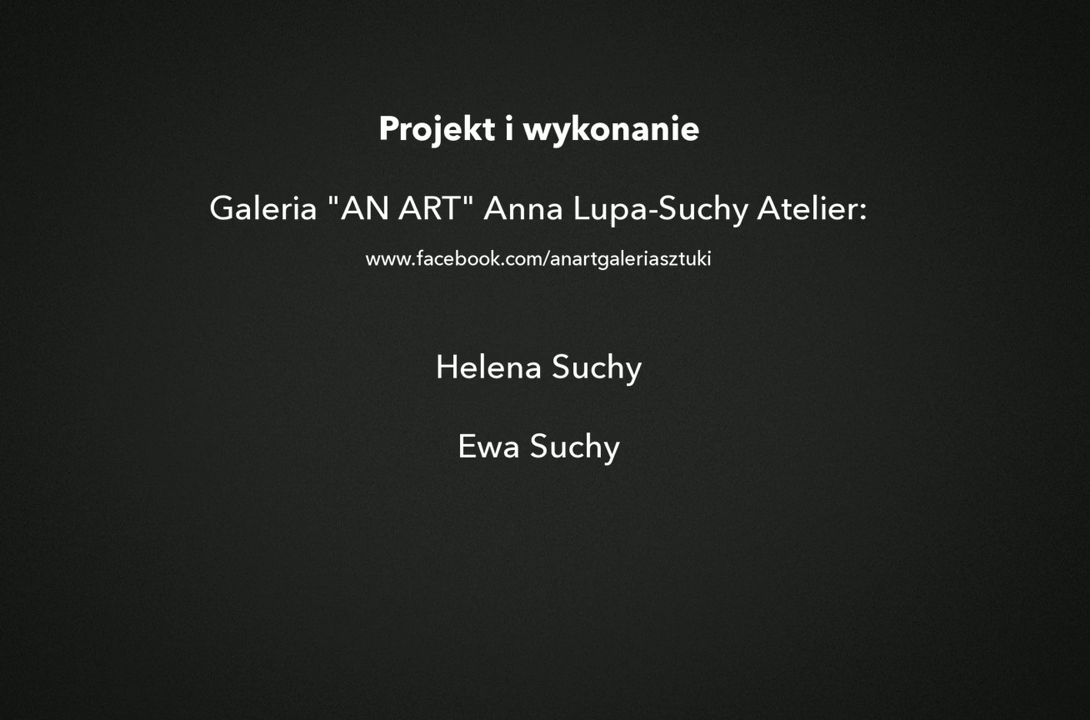 Projekt i wykonanie
Galeria "AN ART" Anna Lupa-Suchy Atelier:
www.facebook.com/anartgaleriasztuki
Helena Suchy
Ewa Suchy